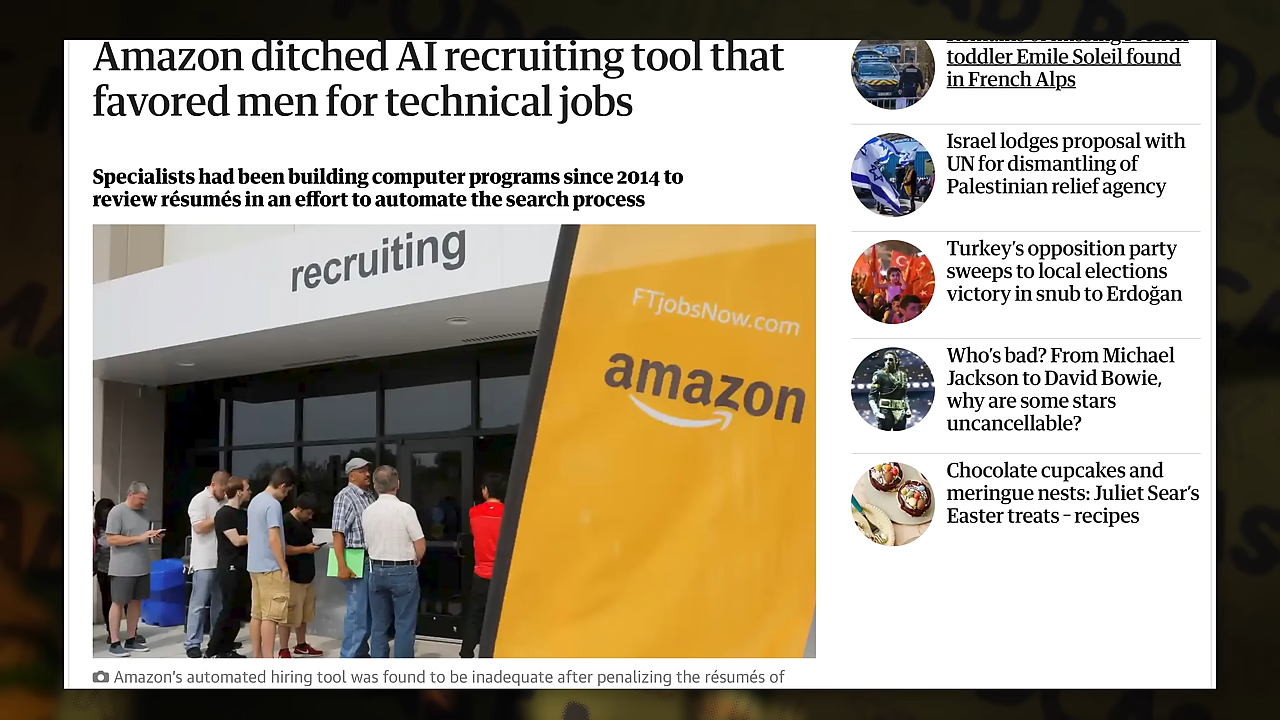 Amazon ditched AI recruiting tool that
favored men for technical jobs
Specialists had been building computer programs since 2014 to
review résumés in an effort to automate the search process
recruiting
FTjobsNow.com
amazon
Amazon's automated hiring tool was found to be inadequate after penalizing the résumés of
toddler Emile Soleil found
in French Alps
Israel lodges proposal with
UN for dismantling of
Palestinian relief agency
Turkey's opposition party
sweeps to local elections
victory in snub to Erdoğan
Who's bad? From Michael
Jackson to David Bowie,
why are some stars
uncancellable?
Chocolate cupcakes and
meringue nests: Juliet Sear's
Easter treats – recipes